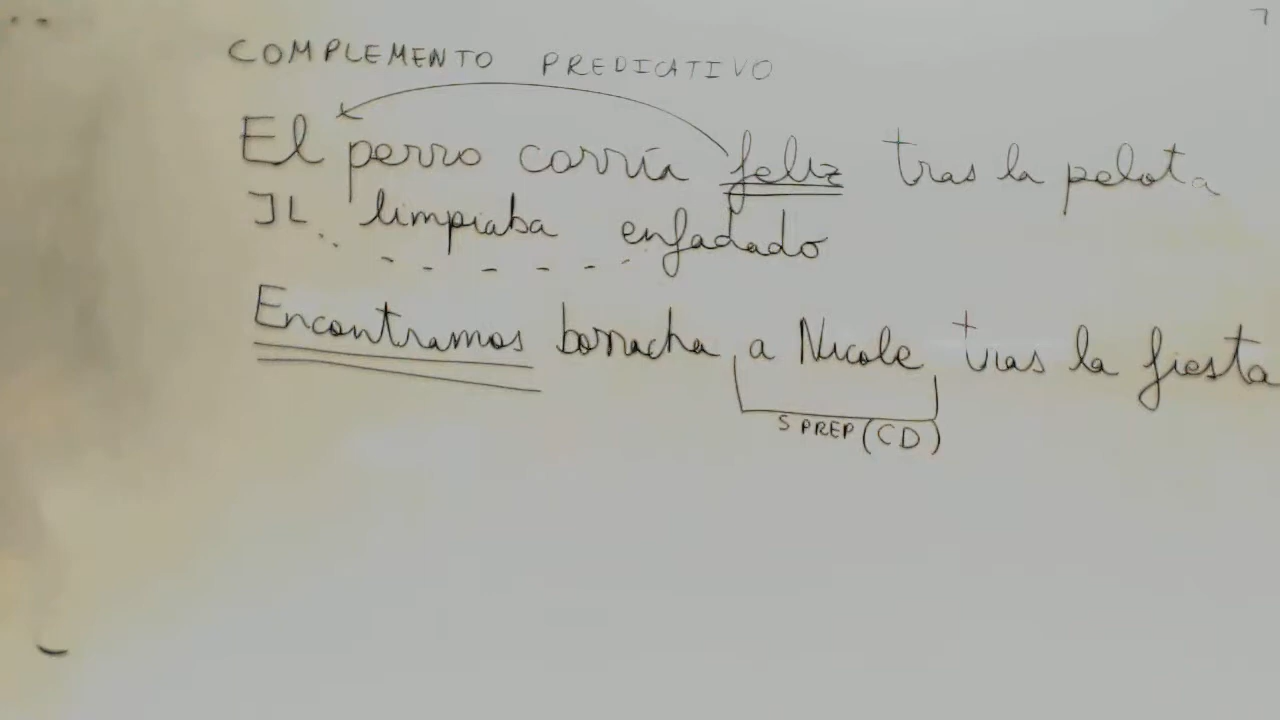 COMPLEMENTO PREDICATIVO
El perro corría feliz tras la pelota
JL limpiaba enfadado
Encontramos borracha a Nicole tras la fiesta
S PREP (CD)